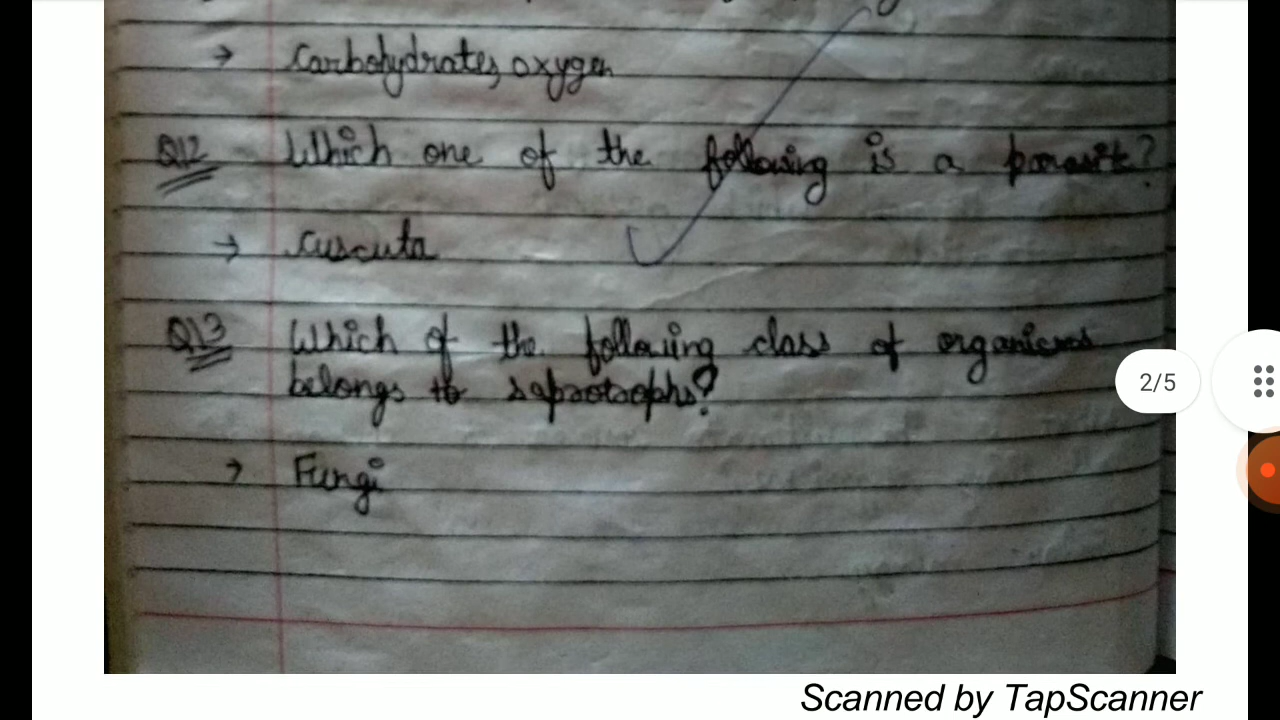 → Carbohydrates, oxygen
Q12 Which one of the following is a parasite?
→ cuscuta
Q13 Which of the following class of organisms
belongs to saprotrophs?
→ Fungi
2/5
Scanned by TapScanner